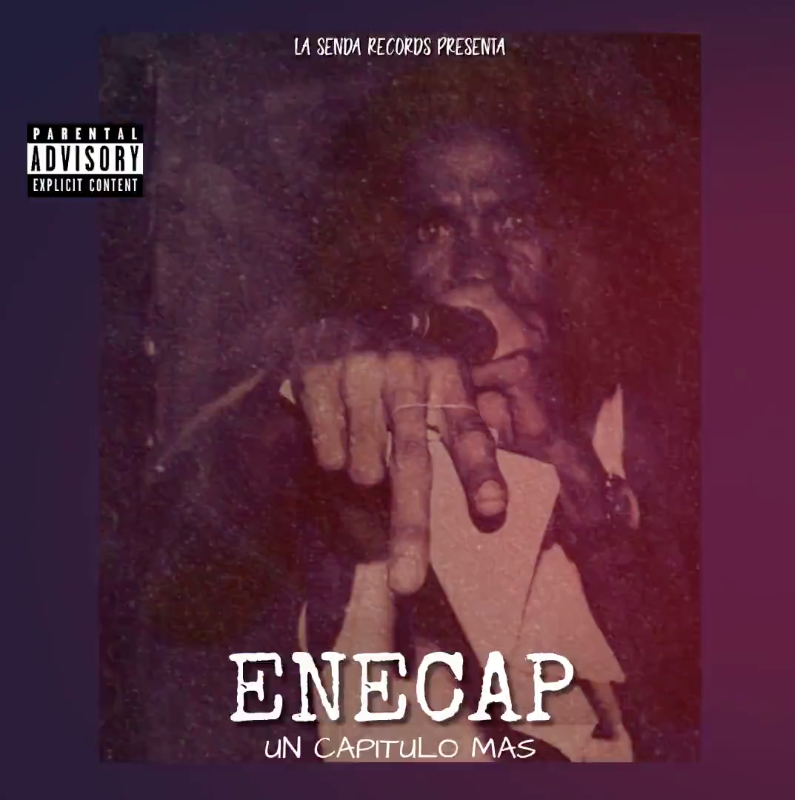 LA SENDA RECORDS PRESENTA
PARENTAL
ADVISORY
EXPLICIT CONTENT
ENECAP
UN CAPITULO MAS